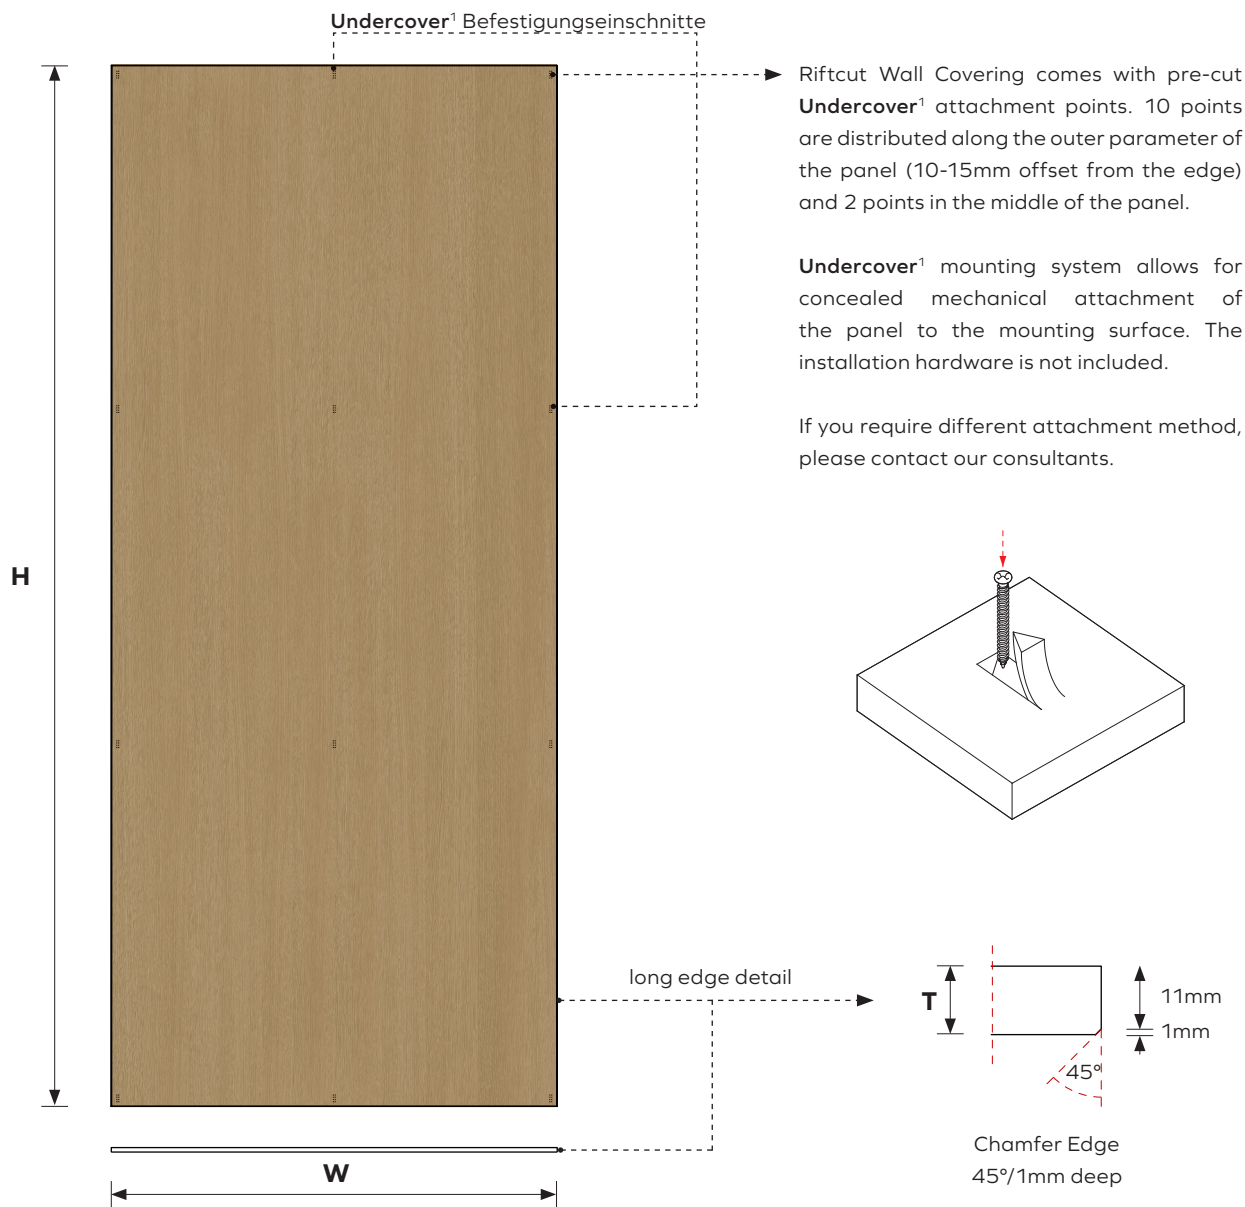 Undercover¹ Befestigungseinschnitte
Riftcut Wall Covering comes with pre-cut
Undercover¹ attachment points. 10 points
are distributed along the outer parameter of
the panel (10-15mm offset from the edge)
and 2 points in the middle of the panel.
Undercover¹ mounting system allows for
concealed mechanical attachment of
the panel to the mounting surface. The
installation hardware is not included.
If you require different attachment method,
please contact our consultants.
H
long edge detail
T
11mm
1mm
45°
Chamfer Edge
45°/1mm deep
W